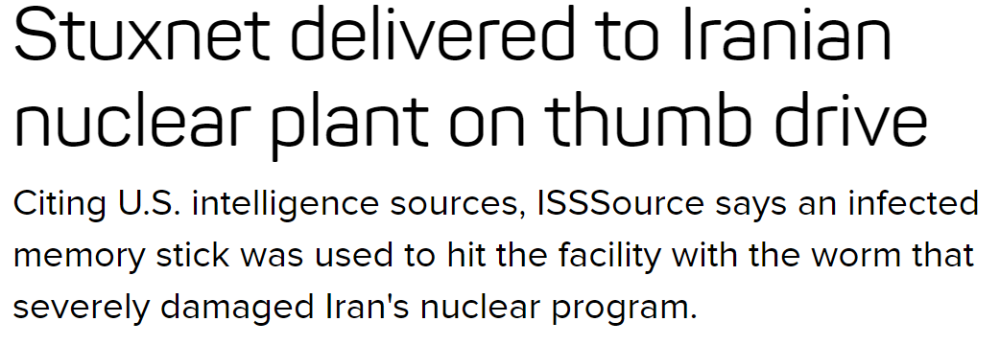 Stuxnet delivered to Iranian
nuclear plant on thumb drive
Citing U.S. intelligence sources, ISSSource says an infected
memory stick was used to hit the facility with the worm that
severely damaged Iran's nuclear program.